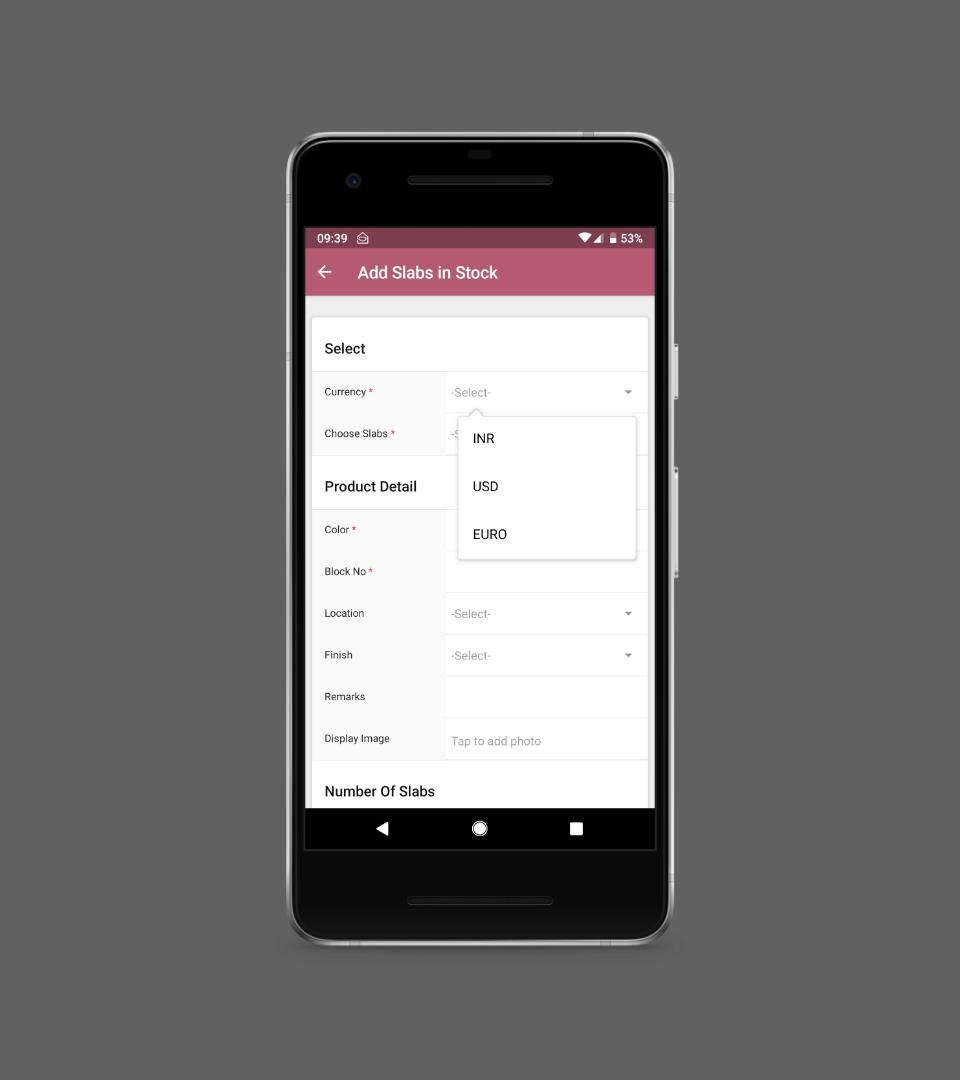 09:39 53%
Add Slabs in Stock
Select
Currency * -Select-
Choose Slabs *
INR
USD
EURO
Product Detail
Color *
Block No *
Location -Select-
Finish -Select-
Remarks
Display Image Tap to add photo
Number Of Slabs